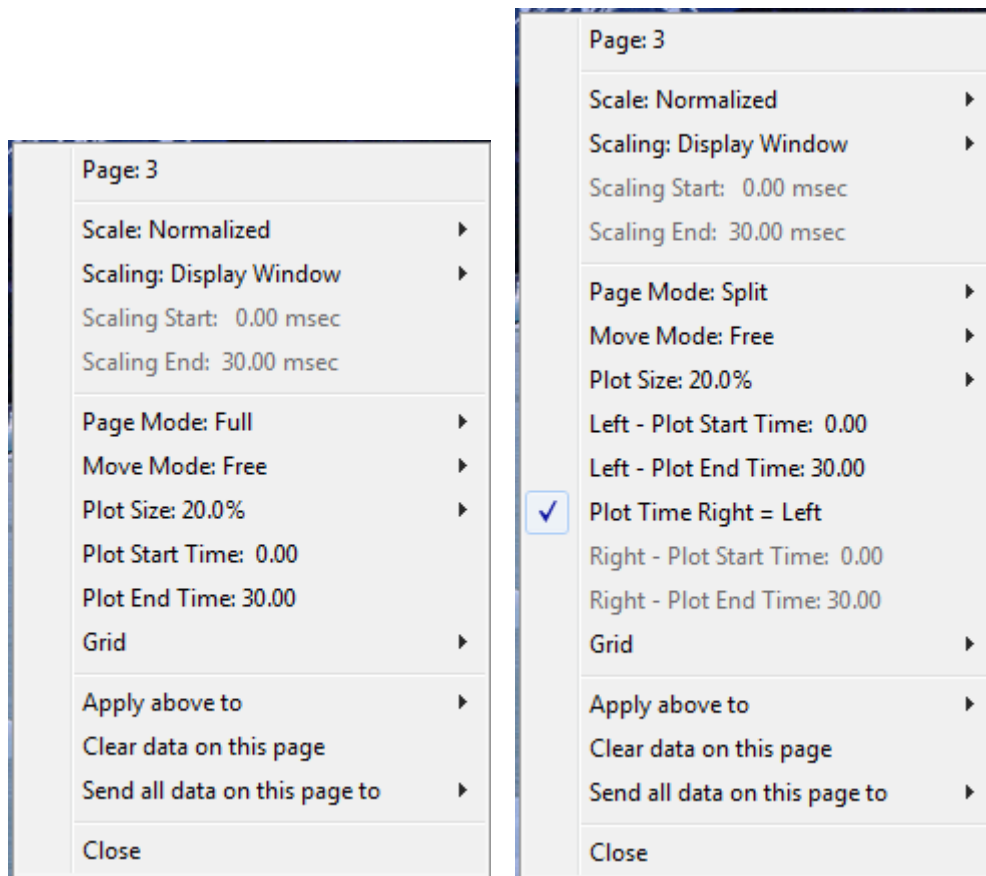 Page: 3
Scale: Normalized
Scaling: Display Window
Scaling Start: 0.00 msec
Scaling End: 30.00 msec
Page Mode: Full
Move Mode: Free
Plot Size: 20.0%
Plot Start Time: 0.00
Plot End Time: 30.00
Grid
Apply above to
Clear data on this page
Send all data on this page to
Close
Page: 3
Scale: Normalized
Scaling: Display Window
Scaling Start: 0.00 msec
Scaling End: 30.00 msec
Page Mode: Split
Move Mode: Free
Plot Size: 20.0%
Left - Plot Start Time: 0.00
Left - Plot End Time: 30.00
Plot Time Right = Left
Right - Plot Start Time: 0.00
Right - Plot End Time: 30.00
Grid
Apply above to
Clear data on this page
Send all data on this page to
Close